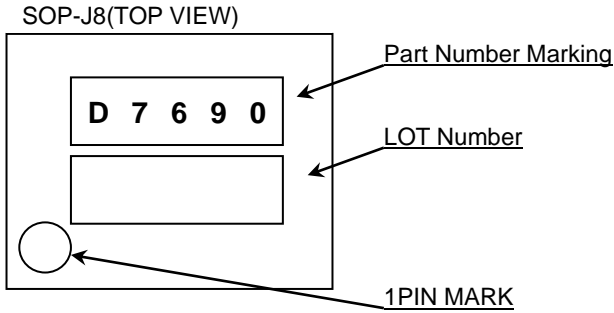 SOP-J8(TOP VIEW)
Part Number Marking
D 7 6 9 0
LOT Number
1PIN MARK